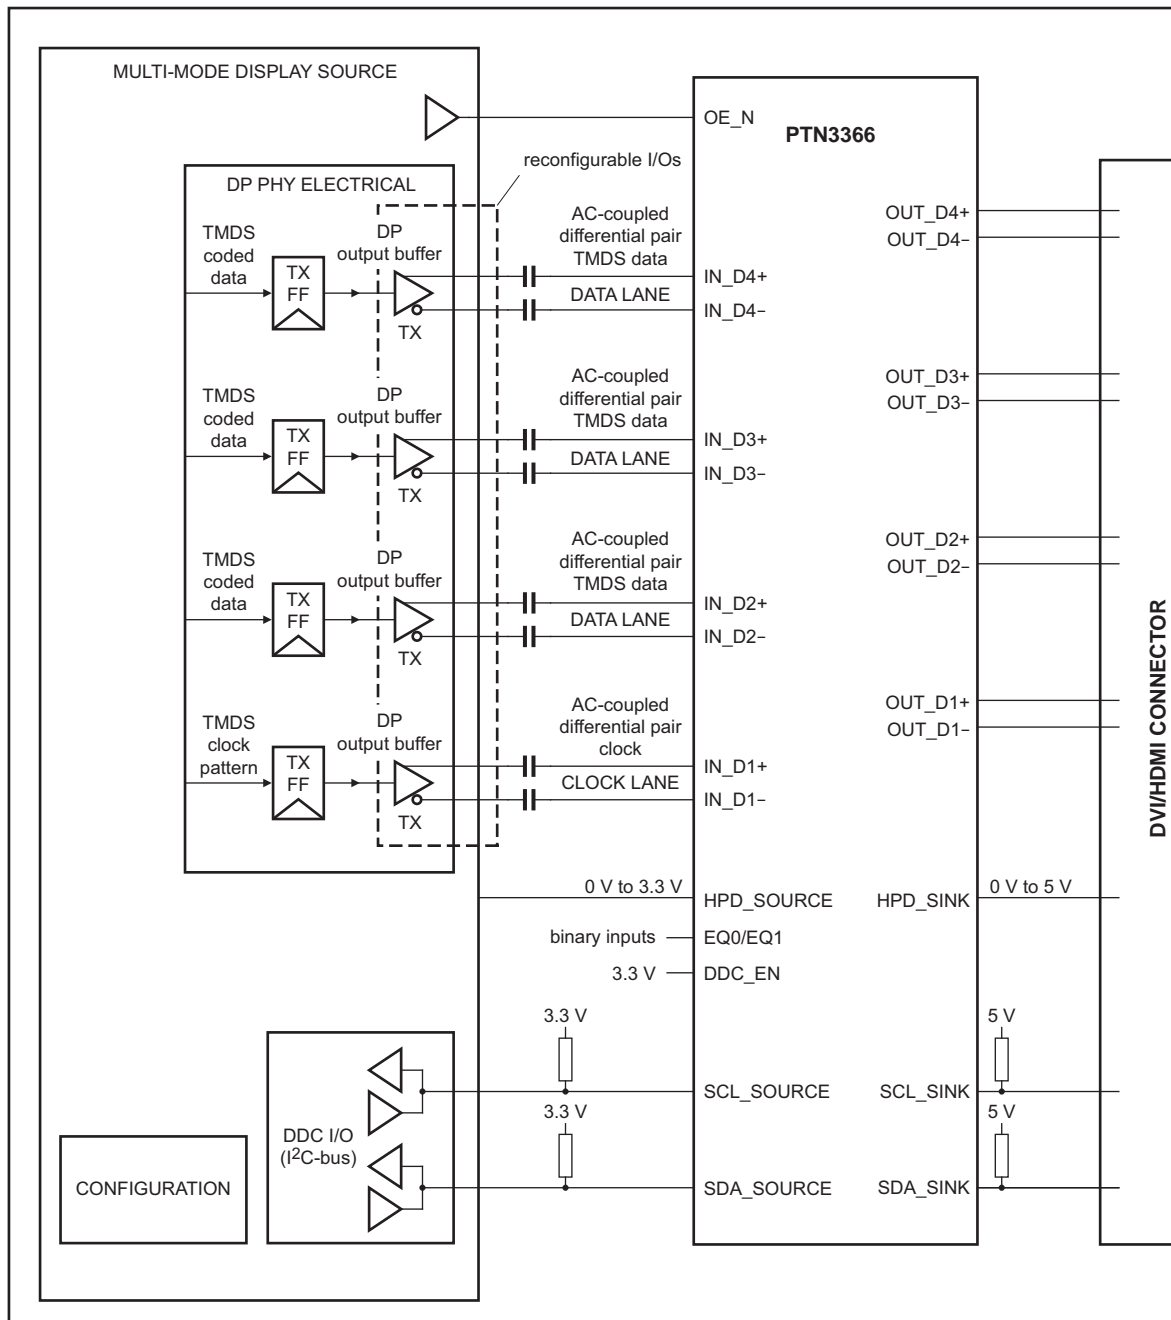 MULTI-MODE DISPLAY SOURCE
OE_N
PTN3366
reconfigurable I/Os
DP PHY ELECTRICAL
TMDS
coded
data
TX
FF
DP
output buffer
TX
AC-coupled
differential pair
TMDS data
DATA LANE
IN_D4+
IN_D4−
OUT_D4+
OUT_D4−
TMDS
coded
data
TX
FF
DP
output buffer
TX
AC-coupled
differential pair
TMDS data
DATA LANE
IN_D3+
IN_D3−
OUT_D3+
OUT_D3−
TMDS
coded
data
TX
FF
DP
output buffer
TX
AC-coupled
differential pair
TMDS data
DATA LANE
IN_D2+
IN_D2−
OUT_D2+
OUT_D2−
TMDS
clock
pattern
TX
FF
DP
output buffer
TX
AC-coupled
differential pair
clock
CLOCK LANE
IN_D1+
IN_D1−
OUT_D1+
OUT_D1−
DVI/HDMI CONNECTOR
0 V to 3.3 V
HPD_SOURCE
HPD_SINK
0 V to 5 V
binary inputs
EQ0/EQ1
3.3 V
DDC_EN
3.3 V
5 V
SCL_SOURCE
SCL_SINK
3.3 V
5 V
DDC I/O
(I²C-bus)
CONFIGURATION
SDA_SOURCE
SDA_SINK